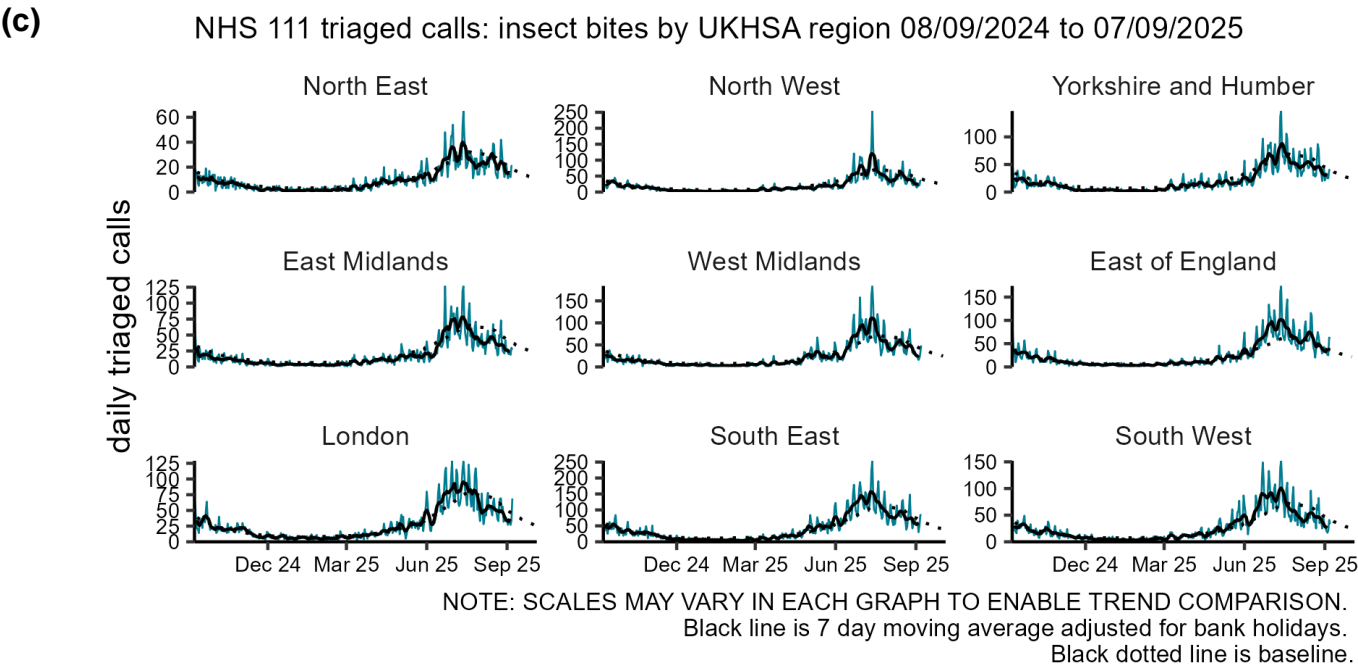 (c)
NHS 111 triaged calls: insect bites by UKHSA region 08/09/2024 to 07/09/2025
North East
North West
Yorkshire and Humber
60
40
20
0
250
200
150
100
50
0
100
50
0
daily triaged calls
East Midlands
West Midlands
East of England
125
100
75
50
25
0
150
100
50
0
150
100
50
0
London
South East
South West
125
100
75
50
25
0
250
200
150
100
50
0
150
100
50
0
Dec 24 Mar 25 Jun 25 Sep 25
Dec 24 Mar 25 Jun 25 Sep 25
Dec 24 Mar 25 Jun 25 Sep 25
NOTE: SCALES MAY VARY IN EACH GRAPH TO ENABLE TREND COMPARISON.
Black line is 7 day moving average adjusted for bank holidays.
Black dotted line is baseline.